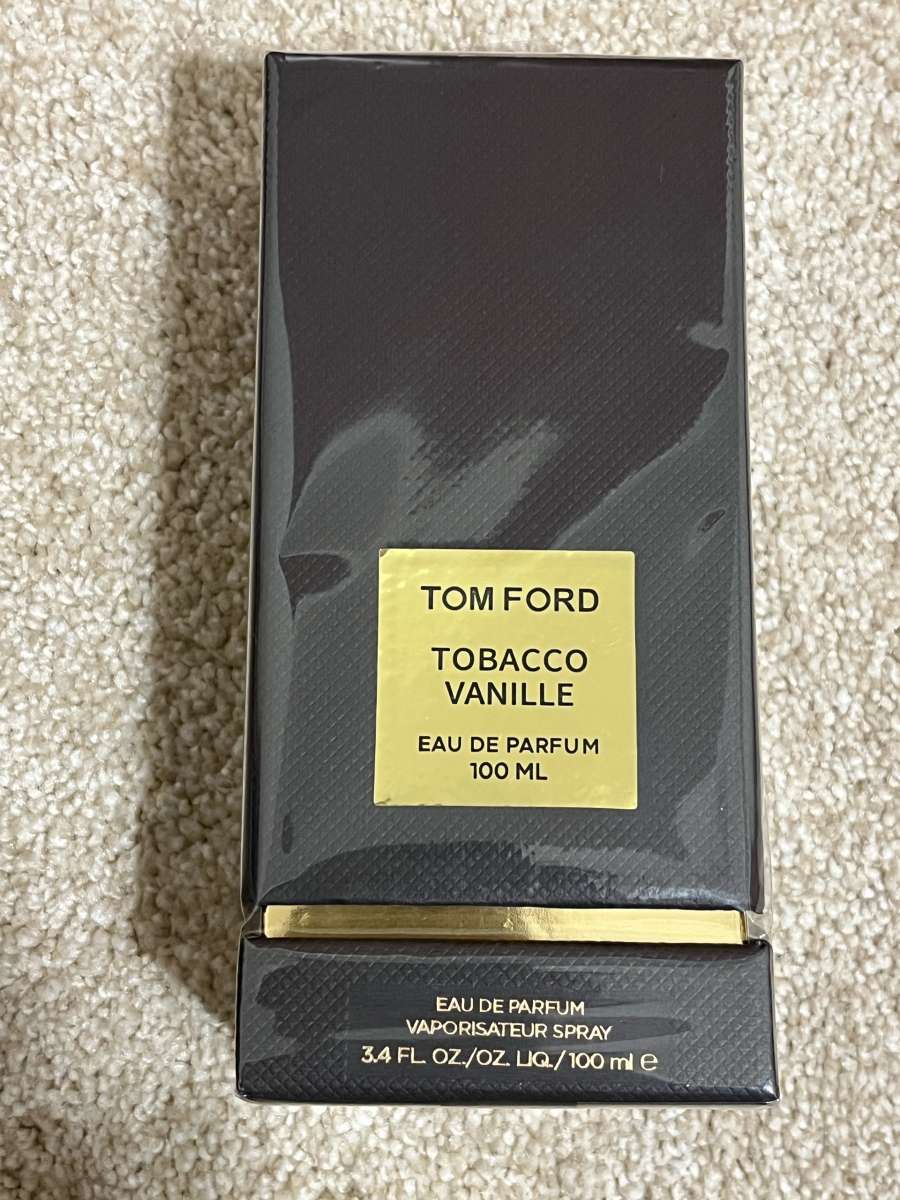 TOM FORD
TOBACCO
VANILLE
EAU DE PARFUM
100 ML
EAU DE PARFUM
VAPORISATEUR SPRAY
3.4 FL. OZ./OZ. LIQ./100 ml ℮